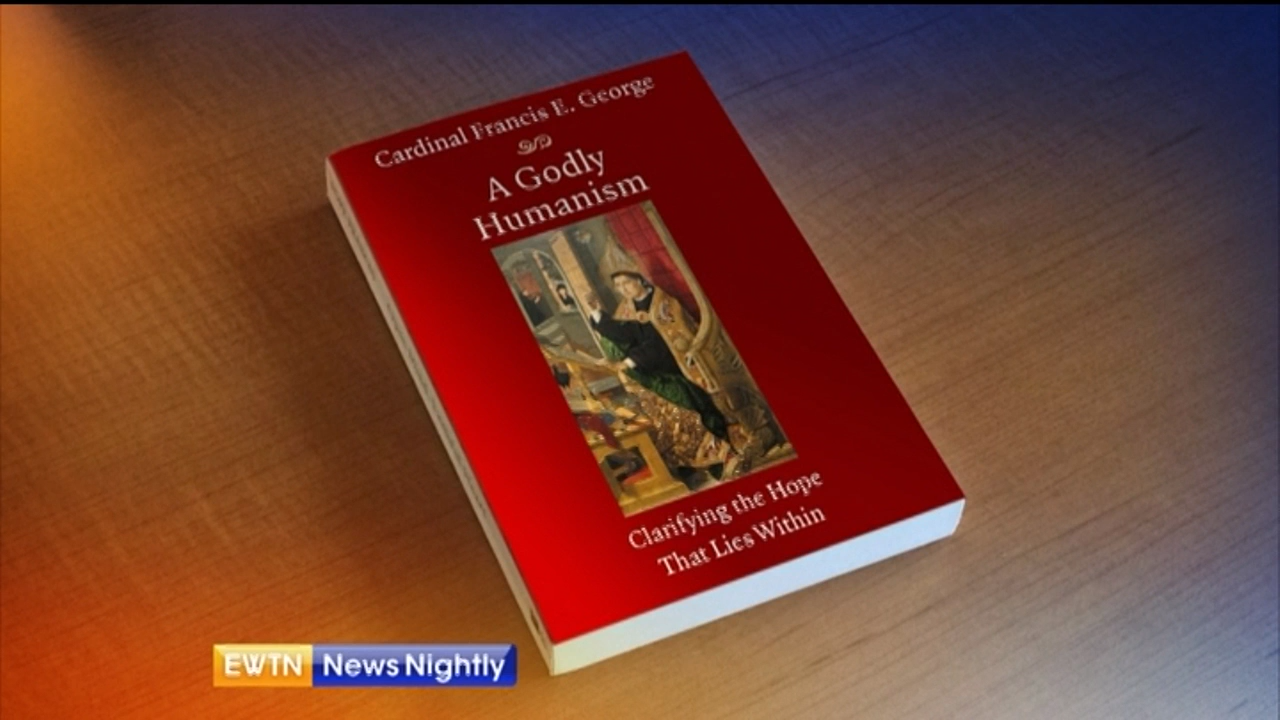 Cardinal Francis E. George
A Godly
Humanism
Clarifying the Hope
That Lies Within
EWTN News Nightly